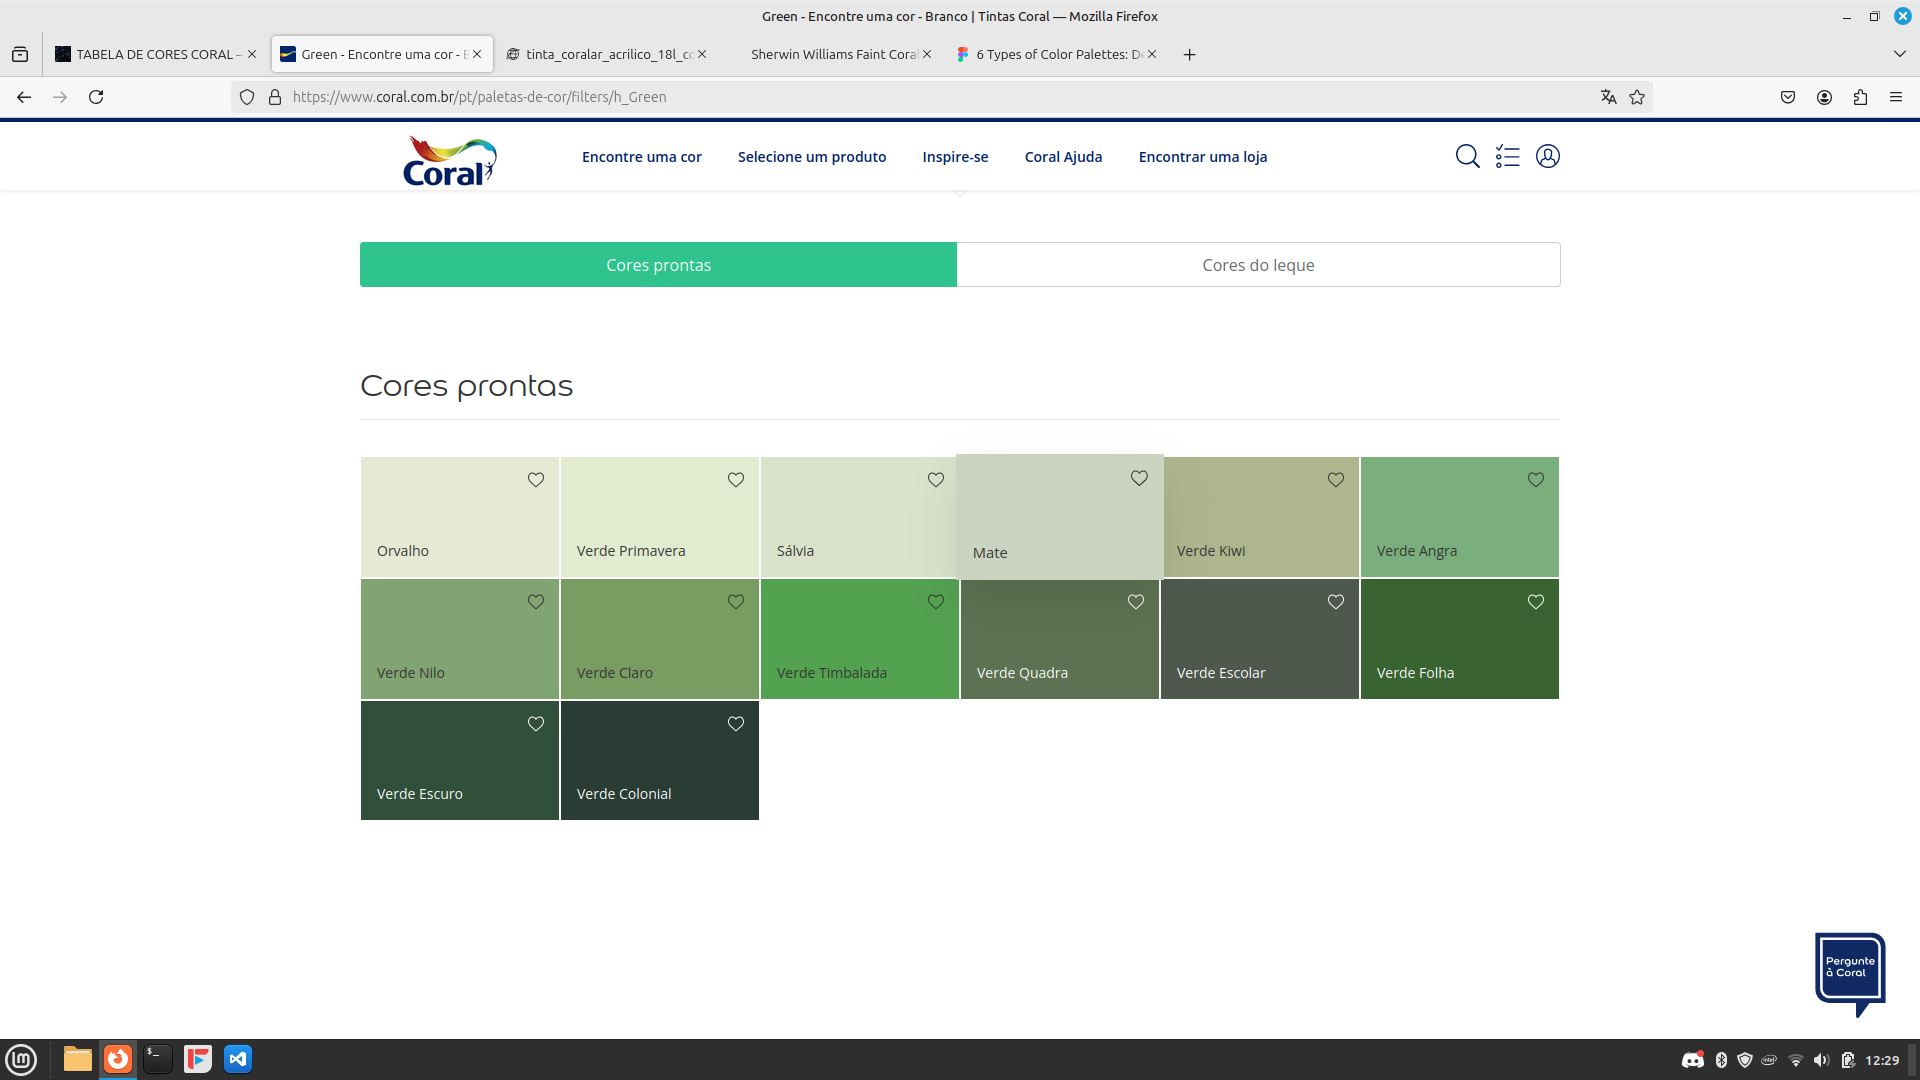 Green - Encontre uma cor - Branco | Tintas Coral — Mozilla Firefox
TABELA DE CORES CORAL –
Green - Encontre uma cor - B
tinta_coralar_acrilico_18l_co
Sherwin Williams Faint Coral
6 Types of Color Palettes: De
https://www.coral.com.br/pt/paletas-de-cor/filters/h_Green
Coral
Encontre uma cor
Selecione um produto
Inspire-se
Coral Ajuda
Encontrar uma loja
Cores prontas
Cores do leque
Cores prontas
Orvalho
Verde Primavera
Sálvia
Mate
Verde Kiwi
Verde Angra
Verde Nilo
Verde Claro
Verde Timbalada
Verde Quadra
Verde Escolar
Verde Folha
Verde Escuro
Verde Colonial
Pergunte
à Coral
12:29